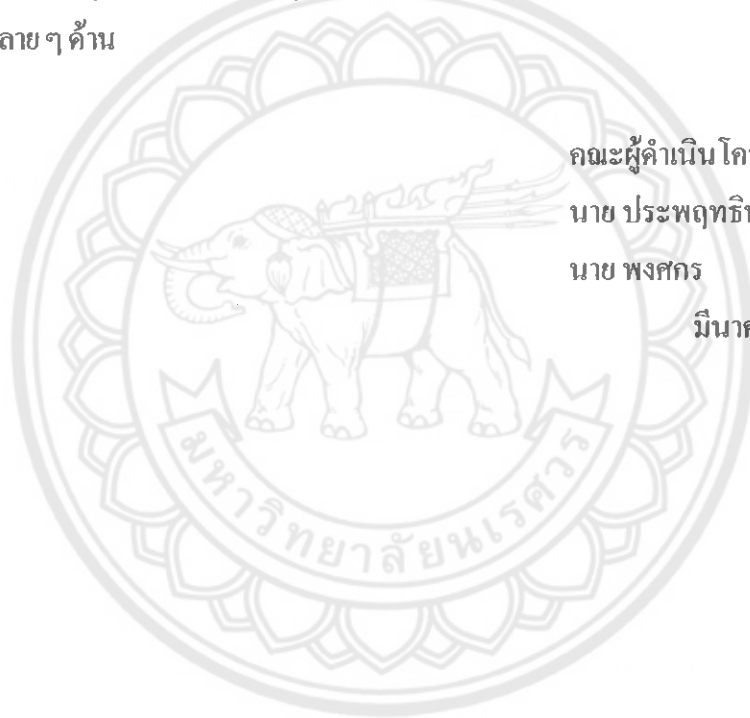 ลาย ๆ ด้าน
คณะผู้ดำเนินโคร
นาย ประพฤทธิ
นาย พงศกร
มีนาค
มหาวิทยาลัยนเรศวร